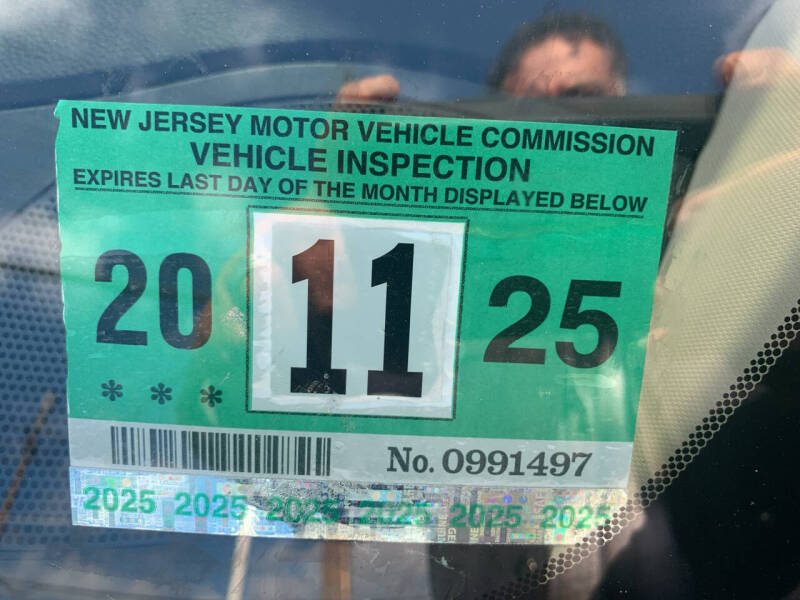 NEW JERSEY MOTOR VEHICLE COMMISSION
VEHICLE INSPECTION
EXPIRES LAST DAY OF THE MONTH DISPLAYED BELOW
20 11 25
* * *
No. 0991497
2025 2025 2025 2025 2025 2025